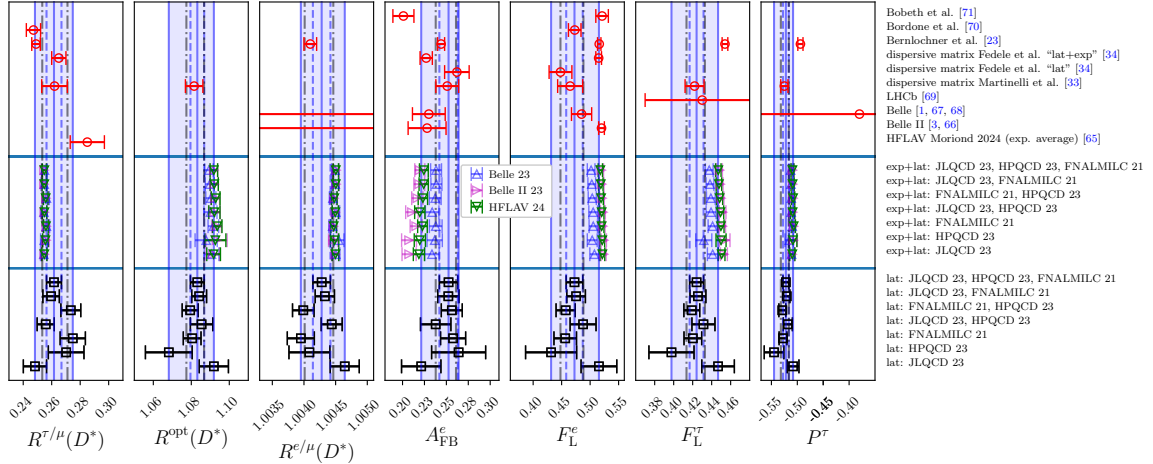 Bobeth et al. [71]
Bordone et al. [70]
Bernlochner et al. [23]
dispersive matrix Fedele et al. “lat+exp” [34]
dispersive matrix Fedele et al. “lat” [34]
dispersive matrix Martinelli et al. [33]
LHCb [69]
Belle [1, 67, 68]
Belle II [3, 66]
HFLAV Moriond 2024 (exp. average) [65]
Belle 23
Belle II 23
HFLAV 24
exp+lat: JLQCD 23, HPQCD 23, FNALMILC 21
exp+lat: JLQCD 23, FNALMILC 21
exp+lat: FNALMILC 21, HPQCD 23
exp+lat: JLQCD 23, HPQCD 23
exp+lat: FNALMILC 21
exp+lat: HPQCD 23
exp+lat: JLQCD 23
lat: JLQCD 23, HPQCD 23, FNALMILC 21
lat: JLQCD 23, FNALMILC 21
lat: FNALMILC 21, HPQCD 23
lat: JLQCD 23, HPQCD 23
lat: FNALMILC 21
lat: HPQCD 23
lat: JLQCD 23
0.24 0.26 0.30 1.06 1.08 1.10 1.0035 1.0040 1.0045 1.0050 0.20 0.23 0.26 0.30 0.40 0.45 0.50 0.55 0.38 0.42 0.44 0.46 -0.55 -0.50 -0.45 -0.40
R^{τ/μ}(D*) R^{opt}(D*) R^{e/μ}(D*) A^e_{FB} F^e_L F^τ_L P^τ